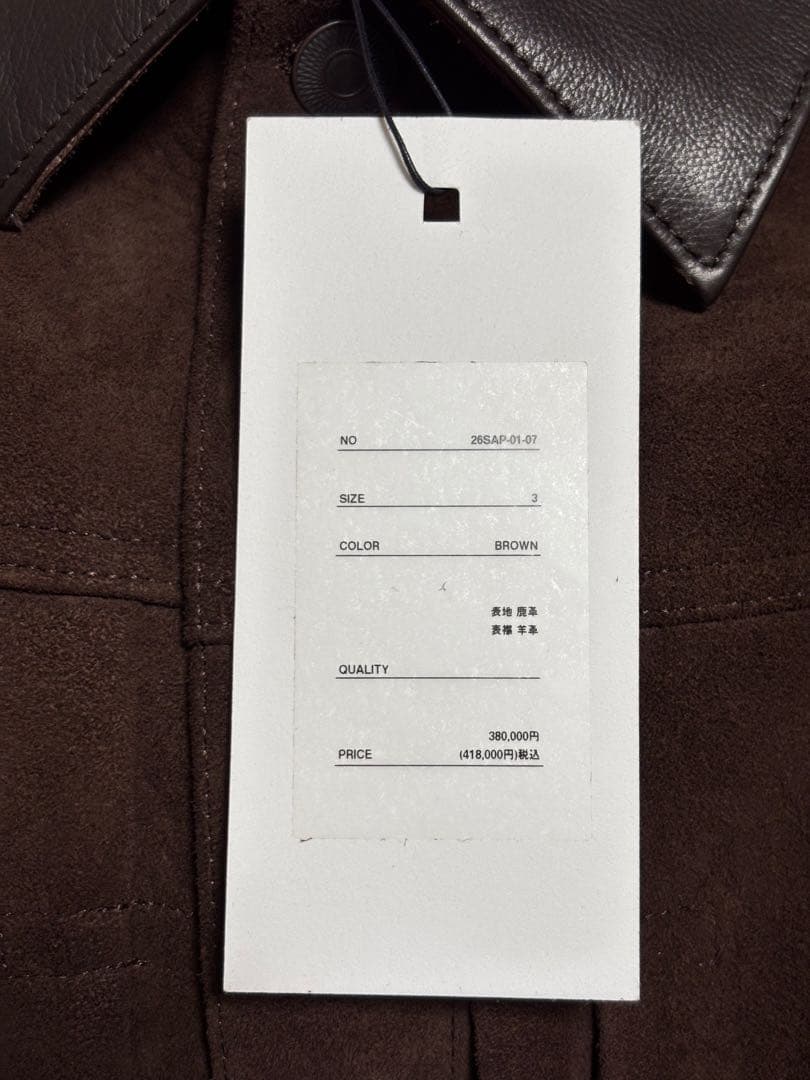 NO 26SAP-01-07
SIZE 3
COLOR BROWN
表地 鹿革
表襟 羊革
QUALITY
380,000円
PRICE (418,000円)税込